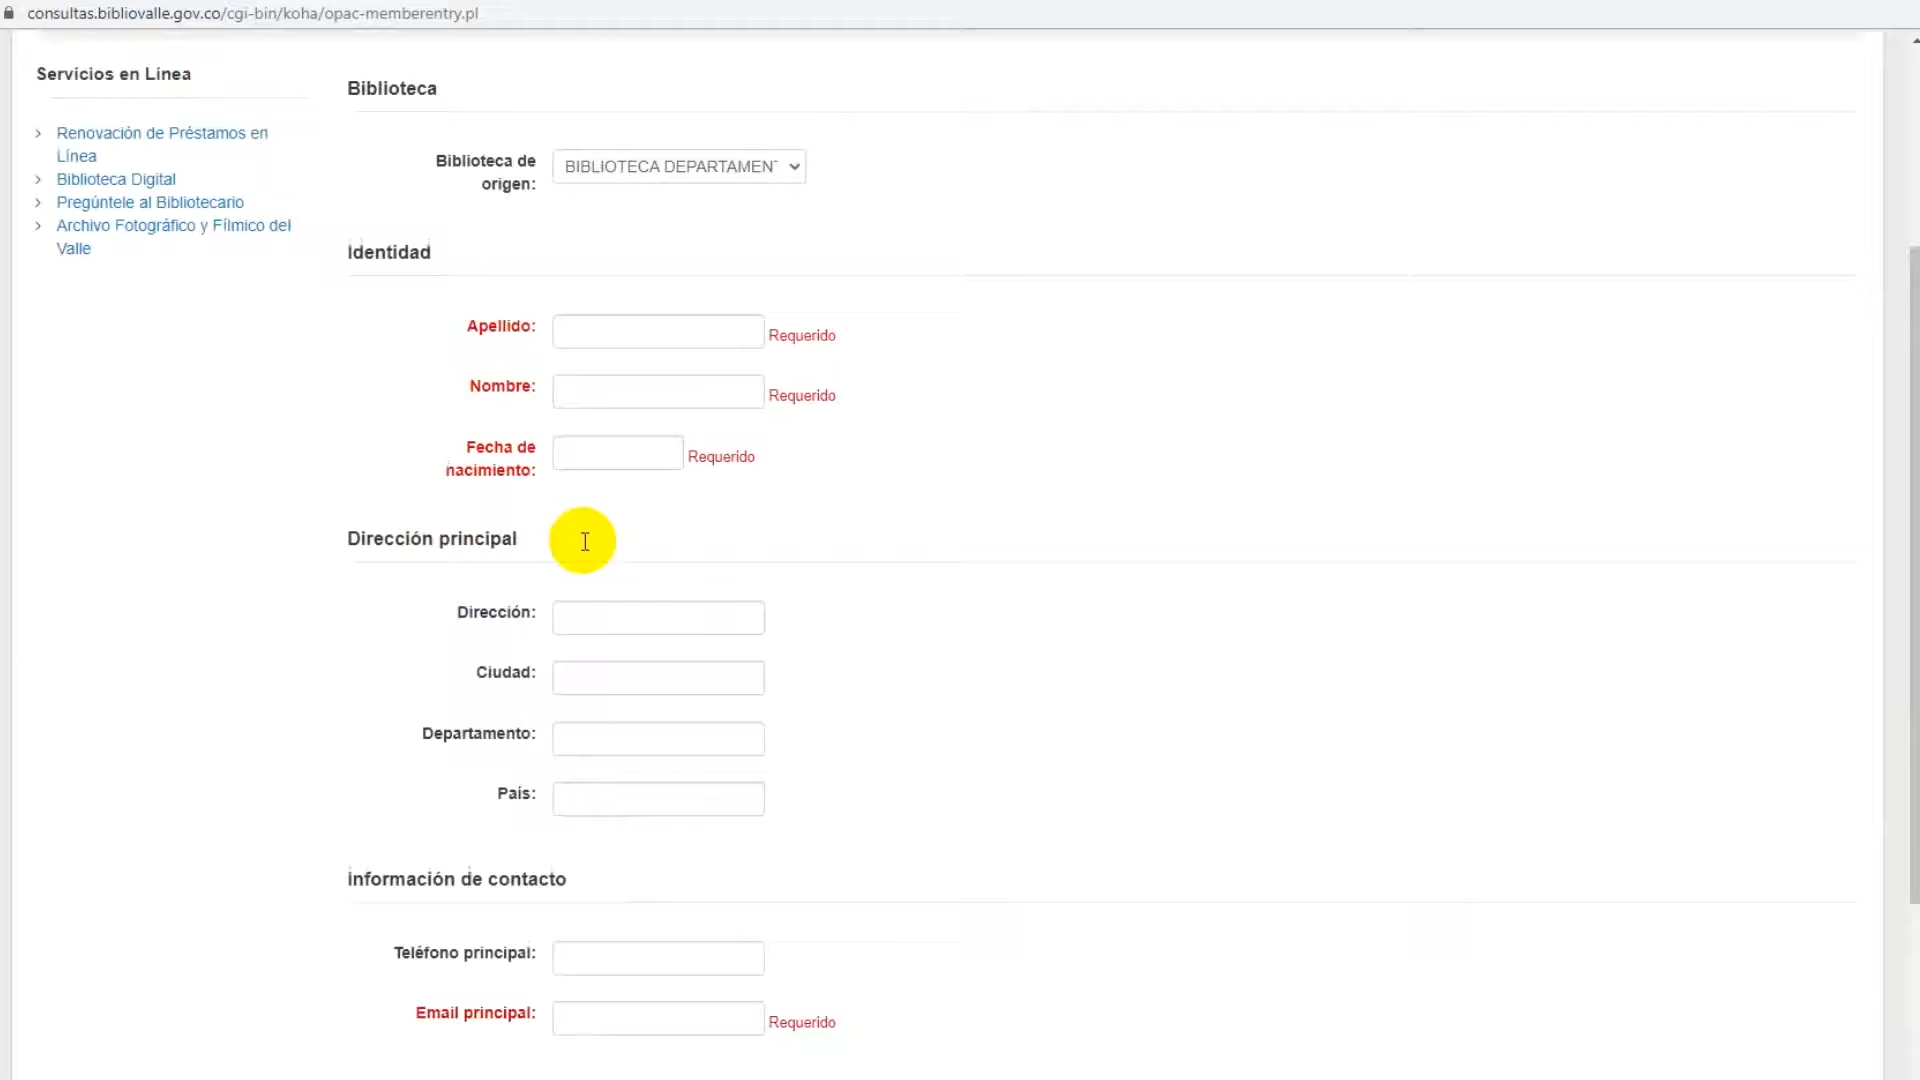 consultas.bibliovalle.gov.co/cgi-bin/koha/opac-memberentry.pl
Servicios en Línea
Renovación de Préstamos en
Línea
Biblioteca Digital
Pregúntele al Bibliotecario
Archivo Fotográfico y Fílmico del
Valle
Biblioteca
Biblioteca de
origen:
BIBLIOTECA DEPARTAMENT
Identidad
Apellido:
Requerido
Nombre:
Requerido
Fecha de
nacimiento:
Requerido
Dirección principal
Dirección:
Ciudad:
Departamento:
País:
Información de contacto
Teléfono principal:
Email principal:
Requerido